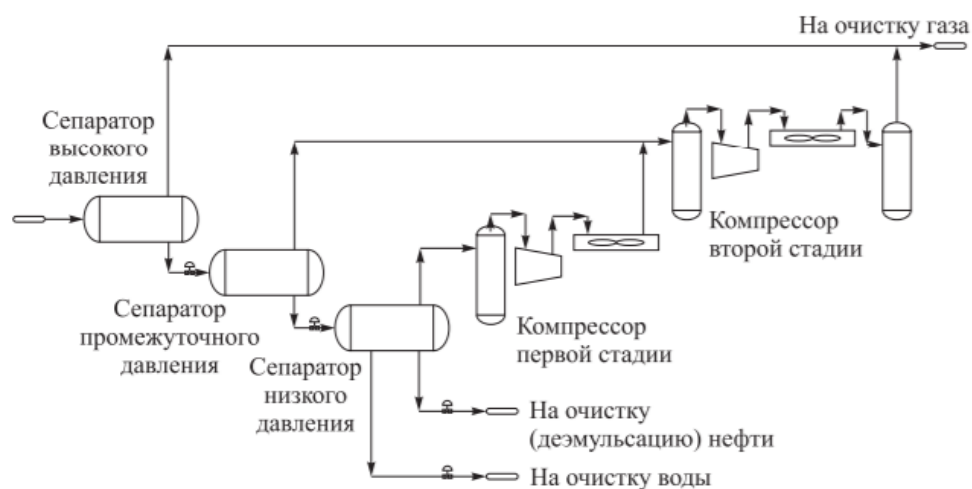 На очистку газа
Сепаратор
высокого
давления
Компрессор
второй стадии
Сепаратор
промежуточного
давления
Компрессор
первой стадии
Сепаратор
низкого
давления
На очистку
(деэмульсацию) нефти
На очистку воды